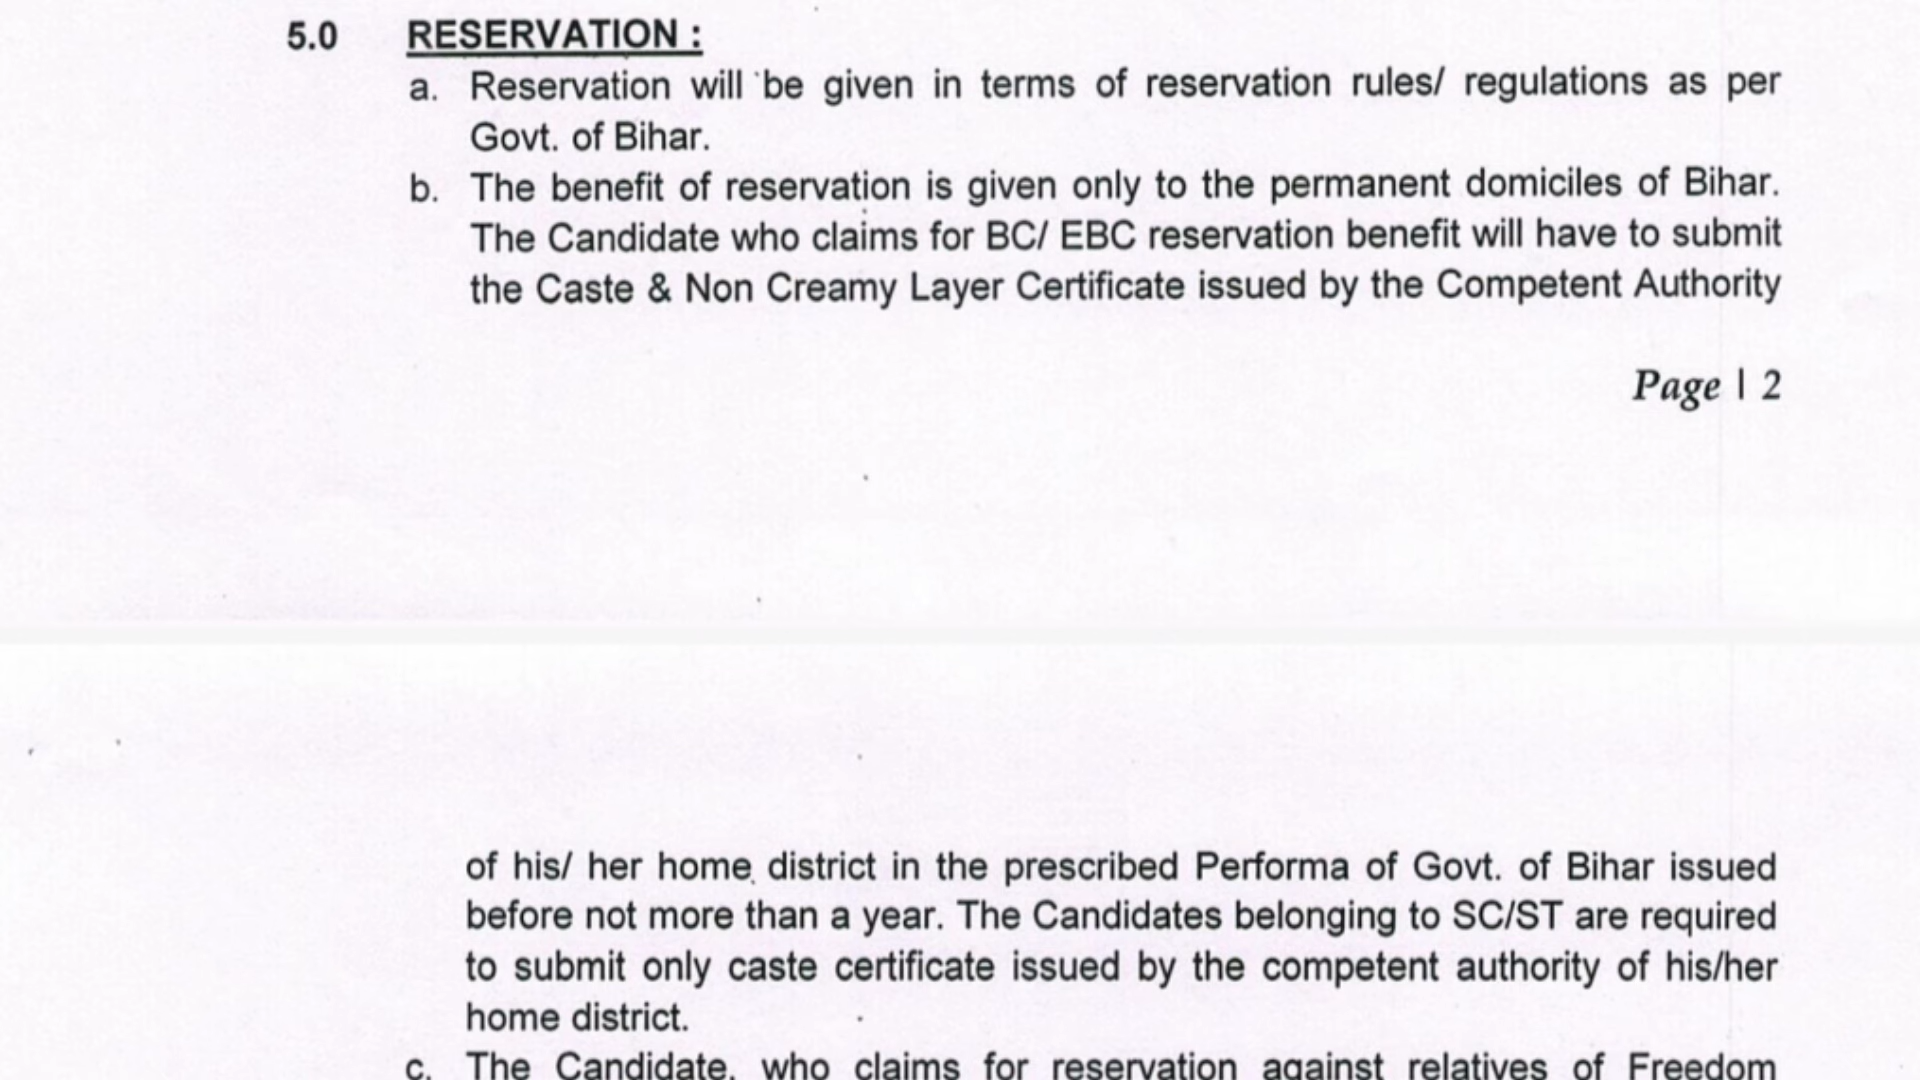 5.0 RESERVATION :
a. Reservation will be given in terms of reservation rules/ regulations as per
Govt. of Bihar.
b. The benefit of reservation is given only to the permanent domiciles of Bihar.
The Candidate who claims for BC/ EBC reservation benefit will have to submit
the Caste & Non Creamy Layer Certificate issued by the Competent Authority
Page | 2
of his/ her home district in the prescribed Performa of Govt. of Bihar issued
before not more than a year. The Candidates belonging to SC/ST are required
to submit only caste certificate issued by the competent authority of his/her
home district.
c. The Candidate, who claims for reservation against relatives of Freedom